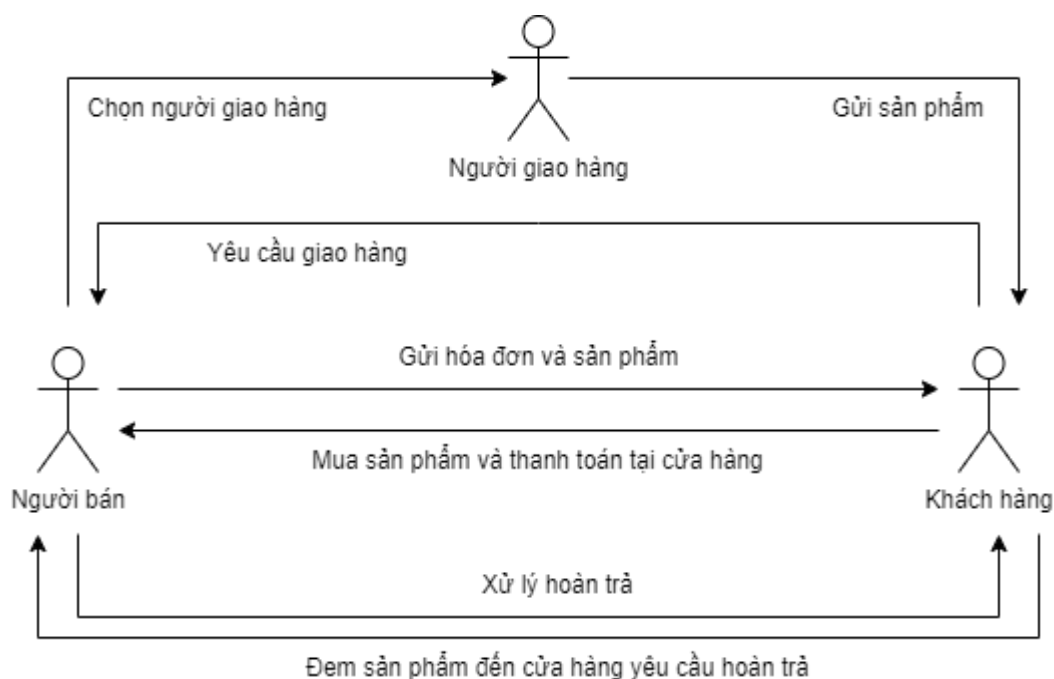 Chọn người giao hàng
Gửi sản phẩm
Người giao hàng
Yêu cầu giao hàng
Gửi hóa đơn và sản phẩm
Mua sản phẩm và thanh toán tại cửa hàng
Người bán
Khách hàng
Xử lý hoàn trả
Đem sản phẩm đến cửa hàng yêu cầu hoàn trả